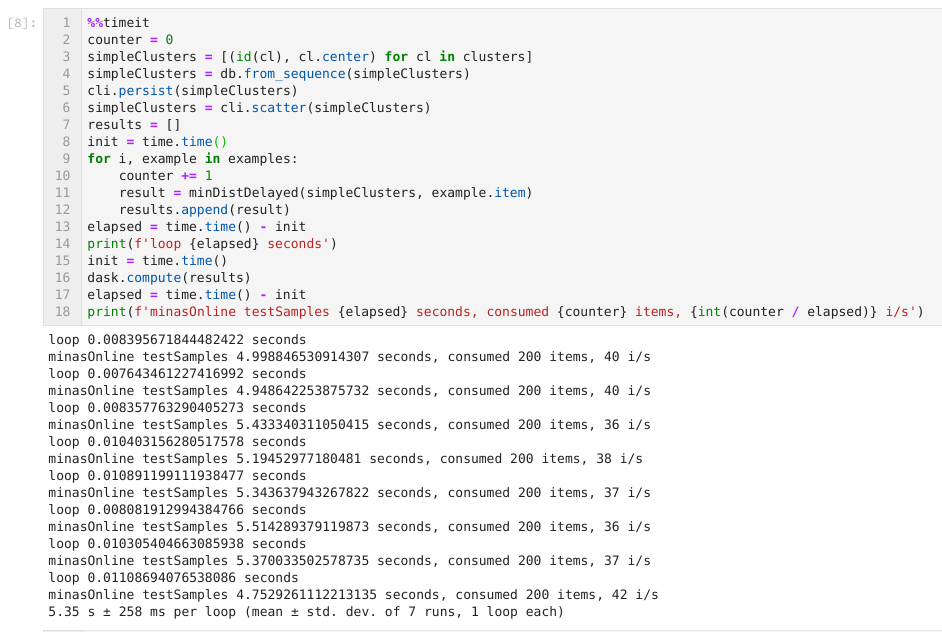 [8]:
1 %%timeit
2 counter = 0
3 simpleClusters = [(id(cl), cl.center) for cl in clusters]
4 simpleClusters = db.from_sequence(simpleClusters)
5 cli.persist(simpleClusters)
6 simpleClusters = cli.scatter(simpleClusters)
7 results = []
8 init = time.time()
9 for i, example in examples:
10     counter += 1
11     result = minDistDelayed(simpleClusters, example.item)
12     results.append(result)
13 elapsed = time.time() - init
14 print(f'loop {elapsed} seconds')
15 init = time.time()
16 dask.compute(results)
17 elapsed = time.time() - init
18 print(f'minasOnline testSamples {elapsed} seconds, consumed {counter} items, {int(counter / elapsed)} i/s')
loop 0.008395671844482422 seconds
minasOnline testSamples 4.998846530914307 seconds, consumed 200 items, 40 i/s
loop 0.007643461227416992 seconds
minasOnline testSamples 4.948642253875732 seconds, consumed 200 items, 40 i/s
loop 0.008357763290405273 seconds
minasOnline testSamples 5.433340311050415 seconds, consumed 200 items, 36 i/s
loop 0.010403156280517578 seconds
minasOnline testSamples 5.19452977180481 seconds, consumed 200 items, 38 i/s
loop 0.010891199111938477 seconds
minasOnline testSamples 5.343637943267822 seconds, consumed 200 items, 37 i/s
loop 0.008081912994384766 seconds
minasOnline testSamples 5.514289379119873 seconds, consumed 200 items, 36 i/s
loop 0.010305404663085938 seconds
minasOnline testSamples 5.370033502578735 seconds, consumed 200 items, 37 i/s
loop 0.01108694076538086 seconds
minasOnline testSamples 4.7529261112213135 seconds, consumed 200 items, 42 i/s
5.35 s ± 258 ms per loop (mean ± std. dev. of 7 runs, 1 loop each)